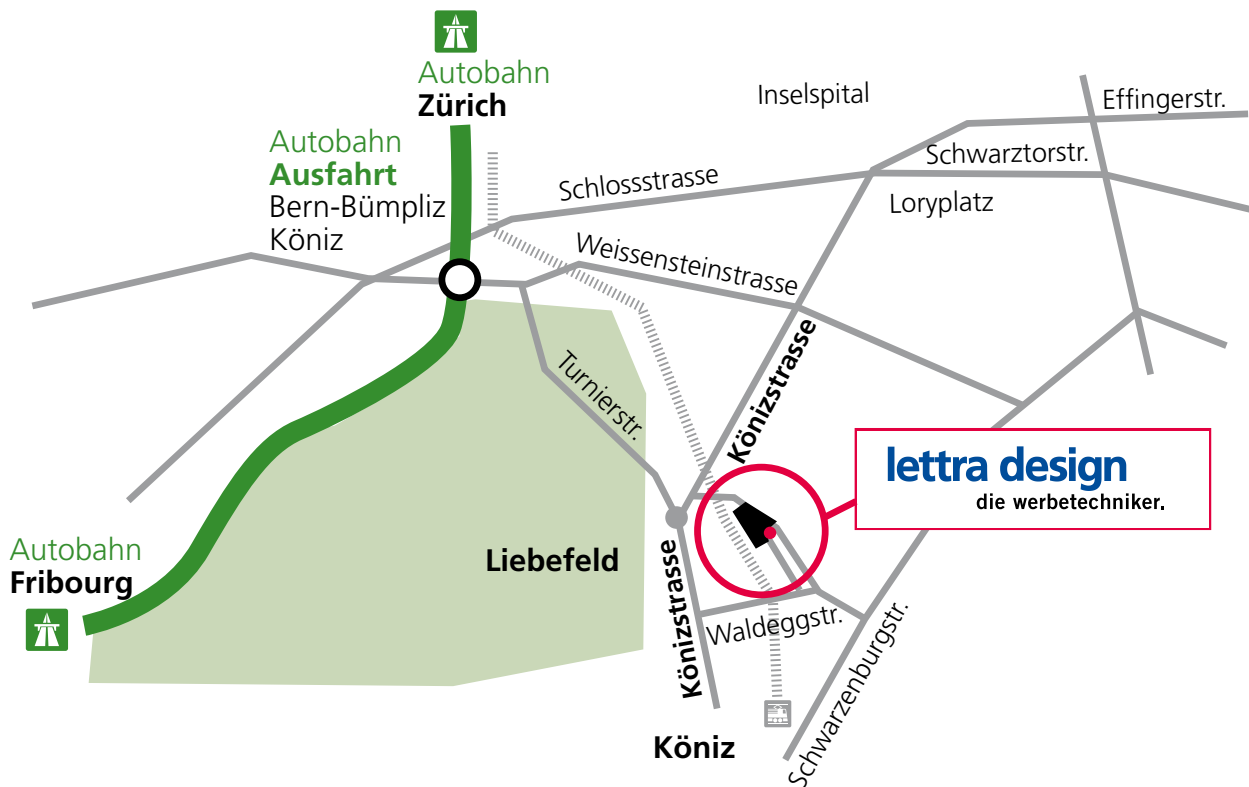 Autobahn
Zürich
Autobahn
Ausfahrt
Bern-Bümpliz
Köniz
Inselspital
Effingerstr.
Schwarztorstr.
Schlossstrasse
Loryplatz
Weissensteinstrasse
Könizstrasse
Turnierstr.
lettra design
die werbetechniker.
Autobahn
Fribourg
Liebefeld
Könizstrasse
Waldeggstr.
Schwarzenburgstr.
Köniz